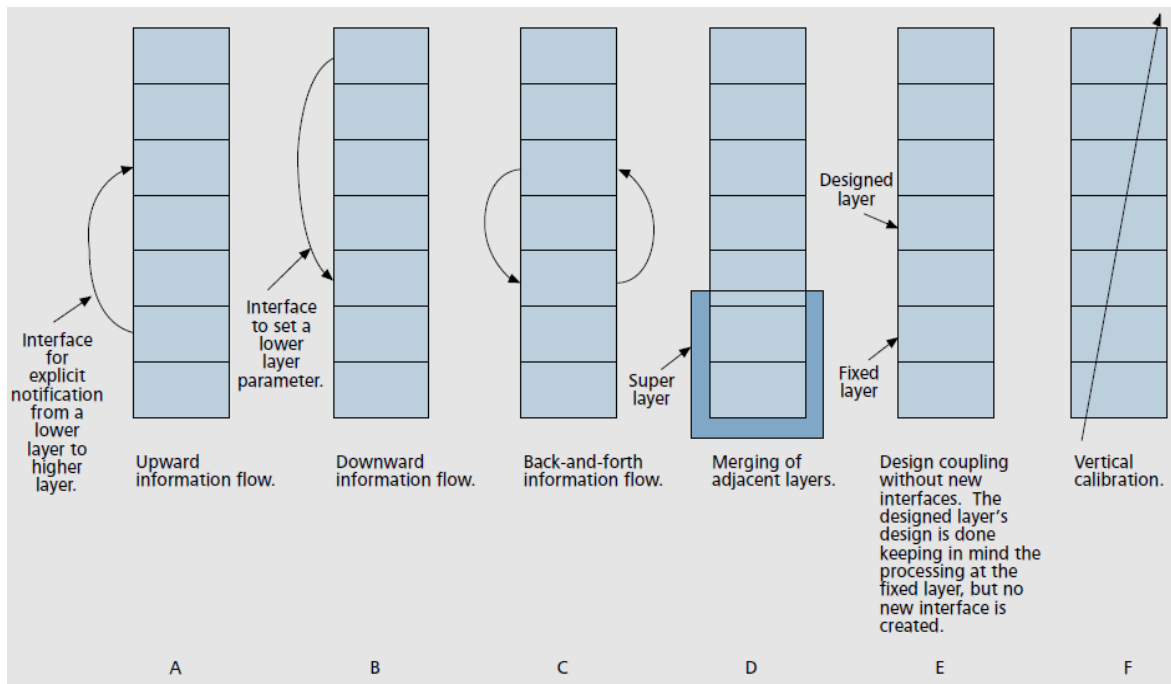 Interface
for
explicit
notification
from a
lower
layer to
higher
layer.
Upward
information flow.
Interface
to set a
lower
layer
parameter.
Downward
information flow.
Back-and-forth
information flow.
Super
layer
Merging of
adjacent layers.
Designed
layer
Fixed
layer
Design coupling
without new
interfaces. The
designed layer's
design is done
keeping in mind the
processing at the
fixed layer, but no
new interface is
created.
Vertical
calibration.
A B C D E F